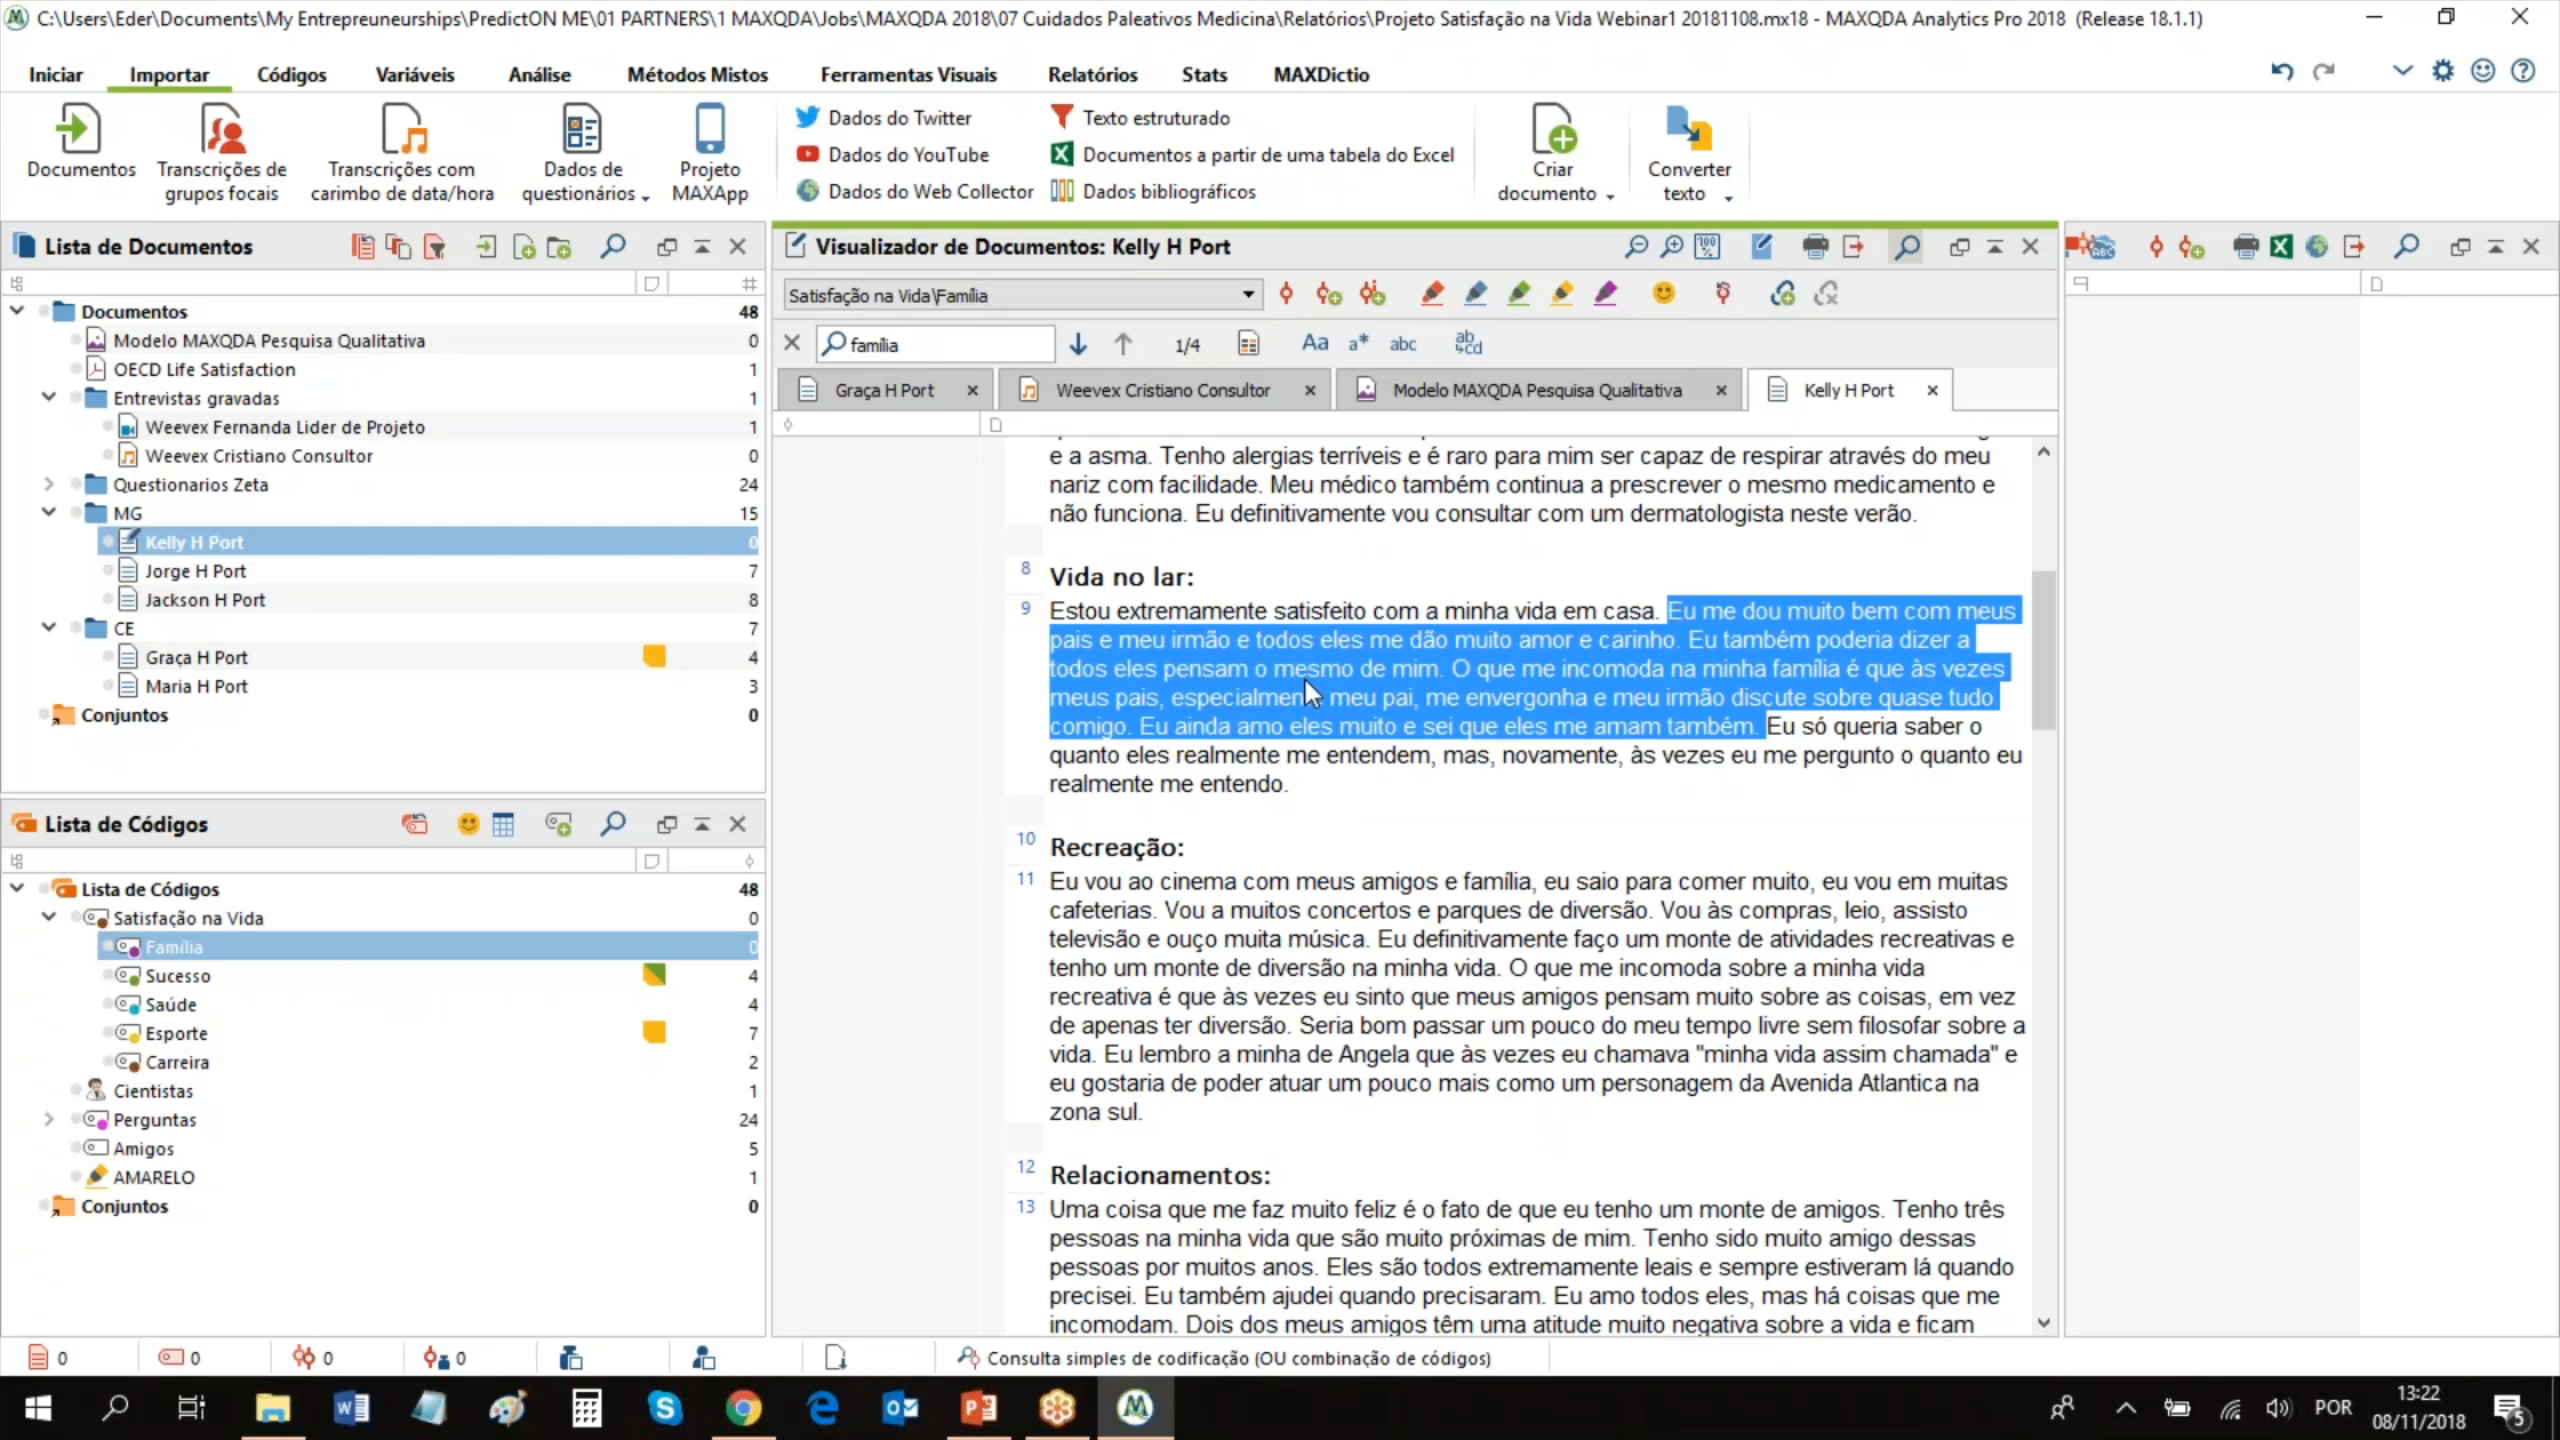 C:\Users\Eder\Documents\My Entrepreuneurships\PredictON ME\01 PARTNERS\1 MAXQDA\Jobs\MAXQDA 2018\07 Cuidados Paleativos Medicina\Relatórios\Projeto Satisfação na Vida Webinar1 20181108.mx18 - MAXQDA Analytics Pro 2018 (Release 18.1.1)
Iniciar Importar Códigos Variáveis Análise Métodos Mistos Ferramentas Visuais Relatórios Stats MAXDictio
Documentos
Transcrições de
grupos focais
Transcrições com
carimbo de data/hora
Dados de
questionários
Projeto
MAXApp
Dados do Twitter
Dados do YouTube
Dados do Web Collector
Texto estruturado
Documentos a partir de uma tabela do Excel
Dados bibliográficos
Criar
documento
Converter
texto
Lista de Documentos
#
Documentos 48
Modelo MAXQDA Pesquisa Qualitativa 0
OECD Life Satisfaction 1
Entrevistas gravadas 1
Weevex Fernanda Lider de Projeto 1
Weevex Cristiano Consultor 0
Questionarios Zeta 24
MG 15
Kelly H Port 0
Jorge H Port 7
Jackson H Port 8
CE 7
Graça H Port 4
Maria H Port 3
Conjuntos 0
Lista de Códigos
Lista de Códigos 48
Satisfação na Vida 0
Família 0
Sucesso 4
Saúde 4
Esporte 7
Carreira 2
Cientistas 1
Perguntas 24
Amigos 5
AMARELO 1
Conjuntos 0
Visualizador de Documentos: Kelly H Port
100
%
Satisfação na Vida\Família
família 1/4 Aa a* abc ab
cd
Graça H Port Weevex Cristiano Consultor Modelo MAXQDA Pesquisa Qualitativa Kelly H Port
e a asma. Tenho alergias terríveis e é raro para mim ser capaz de respirar através do meu
nariz com facilidade. Meu médico também continua a prescrever o mesmo medicamento e
não funciona. Eu definitivamente vou consultar com um dermatologista neste verão.
8 Vida no lar:
9 Estou extremamente satisfeito com a minha vida em casa. Eu me dou muito bem com meus
pais e meu irmão e todos eles me dão muito amor e carinho. Eu também poderia dizer a
todos eles pensam o mesmo de mim. O que me incomoda na minha família é que às vezes
meus pais, especialmen meu pai, me envergonha e meu irmão discute sobre quase tudo
comigo. Eu ainda amo eles muito e sei que eles me amam também. Eu só queria saber o
quanto eles realmente me entendem, mas, novamente, às vezes eu me pergunto o quanto eu
realmente me entendo.
10 Recreação:
11 Eu vou ao cinema com meus amigos e família, eu saio para comer muito, eu vou em muitas
cafeterias. Vou a muitos concertos e parques de diversão. Vou às compras, leio, assisto
televisão e ouço muita música. Eu definitivamente faço um monte de atividades recreativas e
tenho um monte de diversão na minha vida. O que me incomoda sobre a minha vida
recreativa é que às vezes eu sinto que meus amigos pensam muito sobre as coisas, em vez
de apenas ter diversão. Seria bom passar um pouco do meu tempo livre sem filosofar sobre a
vida. Eu lembro a minha de Angela que às vezes eu chamava "minha vida assim chamada" e
eu gostaria de poder atuar um pouco mais como um personagem da Avenida Atlantica na
zona sul.
12 Relacionamentos:
13 Uma coisa que me faz muito feliz é o fato de que eu tenho um monte de amigos. Tenho três
pessoas na minha vida que são muito próximas de mim. Tenho sido muito amigo dessas
pessoas por muitos anos. Eles são todos extremamente leais e sempre estiveram lá quando
precisei. Eu também ajudei quando precisaram. Eu amo todos eles, mas há coisas que me
incomodam. Dois dos meus amigos têm uma atitude muito negativa sobre a vida e ficam
0 0 0 0 Consulta simples de codificação (OU combinação de códigos)
POR 13:22
08/11/2018
5